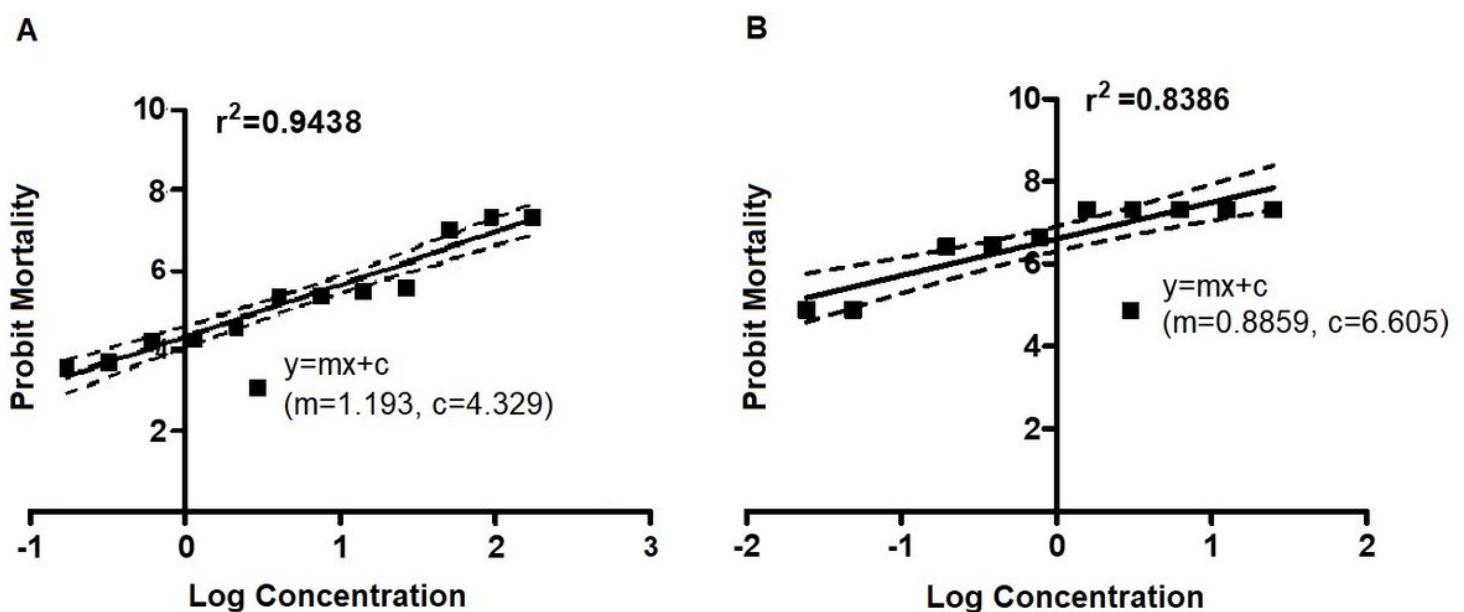 A
r²=0.9438
Probit Mortality
10
8
6
4
2
y=mx+c
(m=1.193, c=4.329)
-1 0 1 2 3
Log Concentration
B
r² =0.8386
Probit Mortality
10
8
6
4
2
y=mx+c
(m=0.8859, c=6.605)
-2 -1 0 1 2
Log Concentration